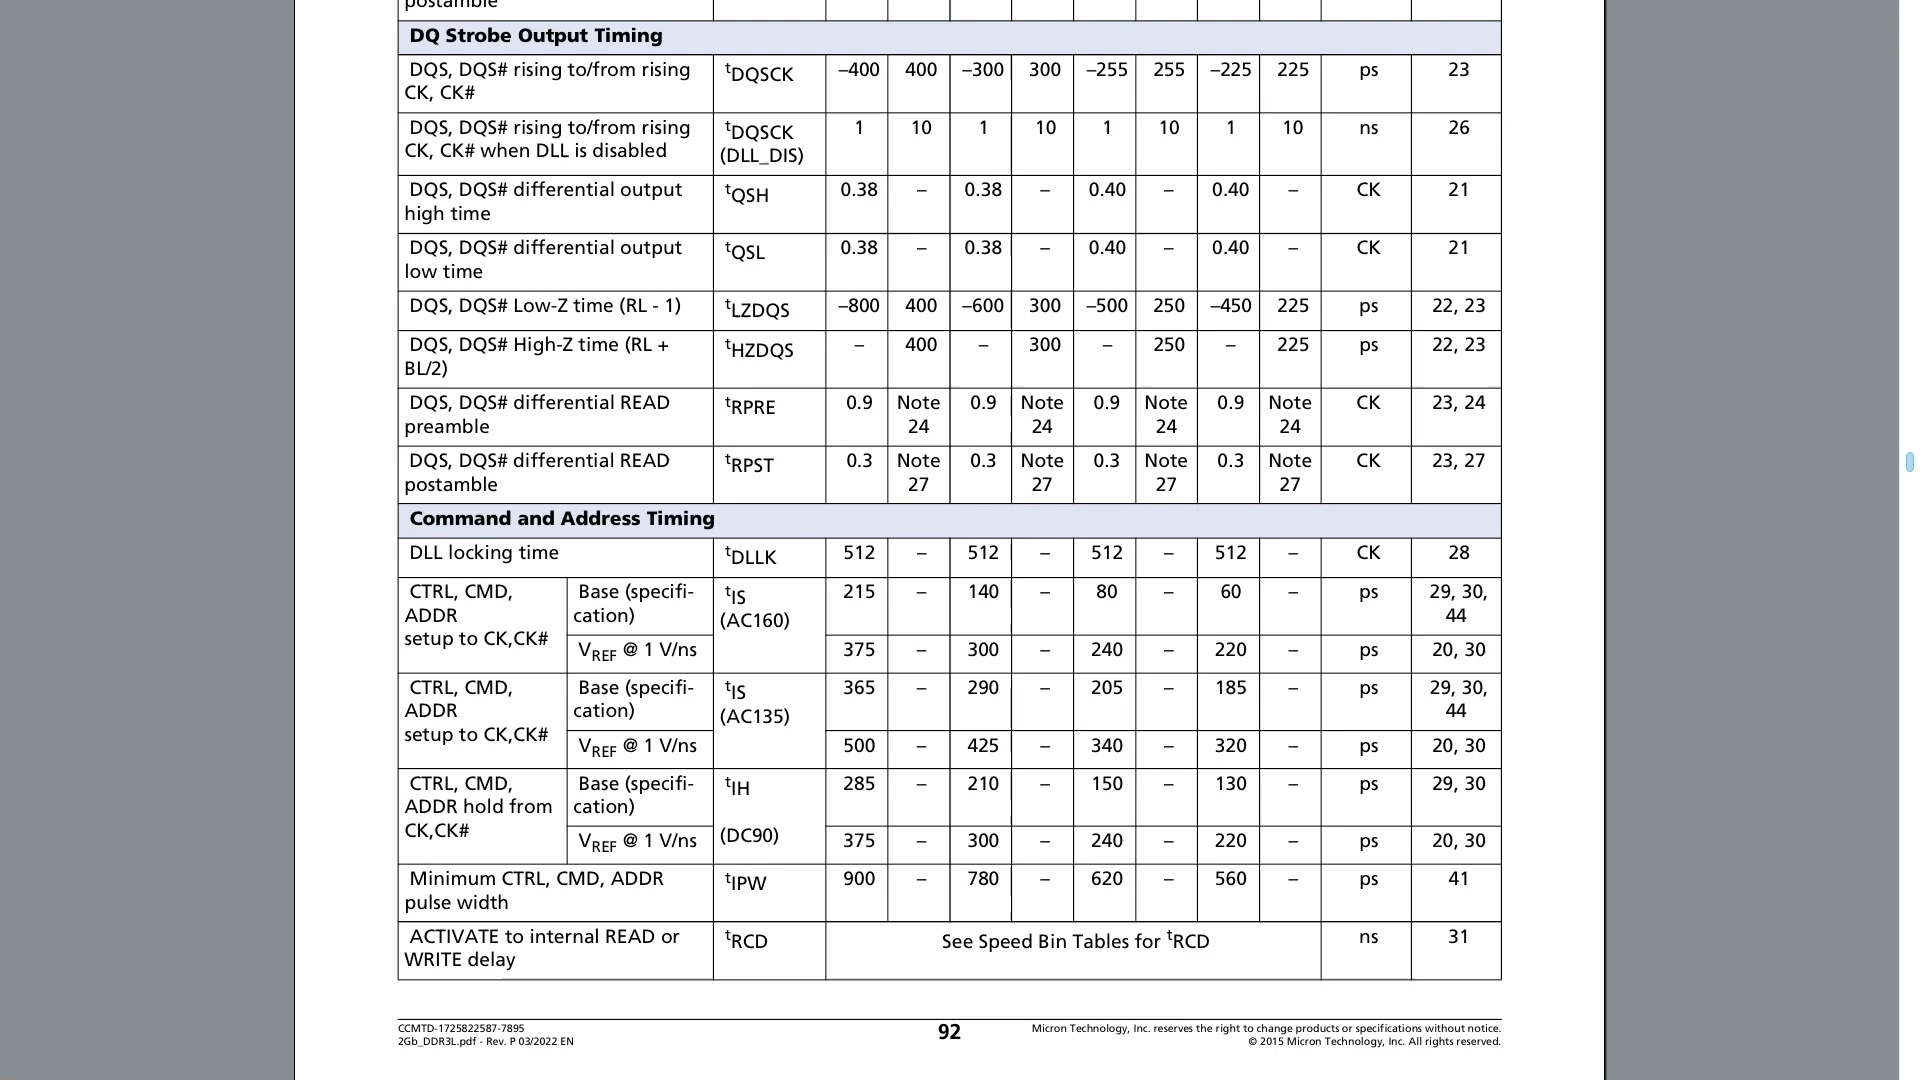 postamble
DQ Strobe Output Timing
DQS, DQS# rising to/from rising tDQSCK –400 400 –300 300 –255 255 –225 225 ps 23
CK, CK#
DQS, DQS# rising to/from rising tDQSCK 1 10 1 10 1 10 1 10 ns 26
CK, CK# when DLL is disabled (DLL_DIS)
DQS, DQS# differential output tQSH 0.38 – 0.38 – 0.40 – 0.40 – CK 21
high time
DQS, DQS# differential output tQSL 0.38 – 0.38 – 0.40 – 0.40 – CK 21
low time
DQS, DQS# Low-Z time (RL - 1) tLZDQS –800 400 –600 300 –500 250 –450 225 ps 22, 23
DQS, DQS# High-Z time (RL + tHZDQS – 400 – 300 – 250 – 225 ps 22, 23
BL/2)
DQS, DQS# differential READ tRPRE 0.9 Note 0.9 Note 0.9 Note 0.9 Note CK 23, 24
preamble 24 24 24 24
DQS, DQS# differential READ tRPST 0.3 Note 0.3 Note 0.3 Note 0.3 Note CK 23, 27
postamble 27 27 27 27
Command and Address Timing
DLL locking time tDLLK 512 – 512 – 512 – 512 – CK 28
CTRL, CMD, Base (specifi- tIS 215 – 140 – 80 – 60 – ps 29, 30,
ADDR cation) (AC160) 44
setup to CK,CK# VREF @ 1 V/ns 375 – 300 – 240 – 220 – ps 20, 30
CTRL, CMD, Base (specifi- tIS 365 – 290 – 205 – 185 – ps 29, 30,
ADDR cation) (AC135) 44
setup to CK,CK# VREF @ 1 V/ns 500 – 425 – 340 – 320 – ps 20, 30
CTRL, CMD, Base (specifi- tIH 285 – 210 – 150 – 130 – ps 29, 30
ADDR hold from cation)
CK,CK# VREF @ 1 V/ns (DC90) 375 – 300 – 240 – 220 – ps 20, 30
Minimum CTRL, CMD, ADDR tIPW 900 – 780 – 620 – 560 – ps 41
pulse width
ACTIVATE to internal READ or tRCD See Speed Bin Tables for tRCD ns 31
WRITE delay
CCMTD-1725822587-7895 92 Micron Technology, Inc. reserves the right to change products or specifications without notice.
2Gb_DDR3L.pdf - Rev. P 03/2022 EN © 2015 Micron Technology, Inc. All rights reserved.